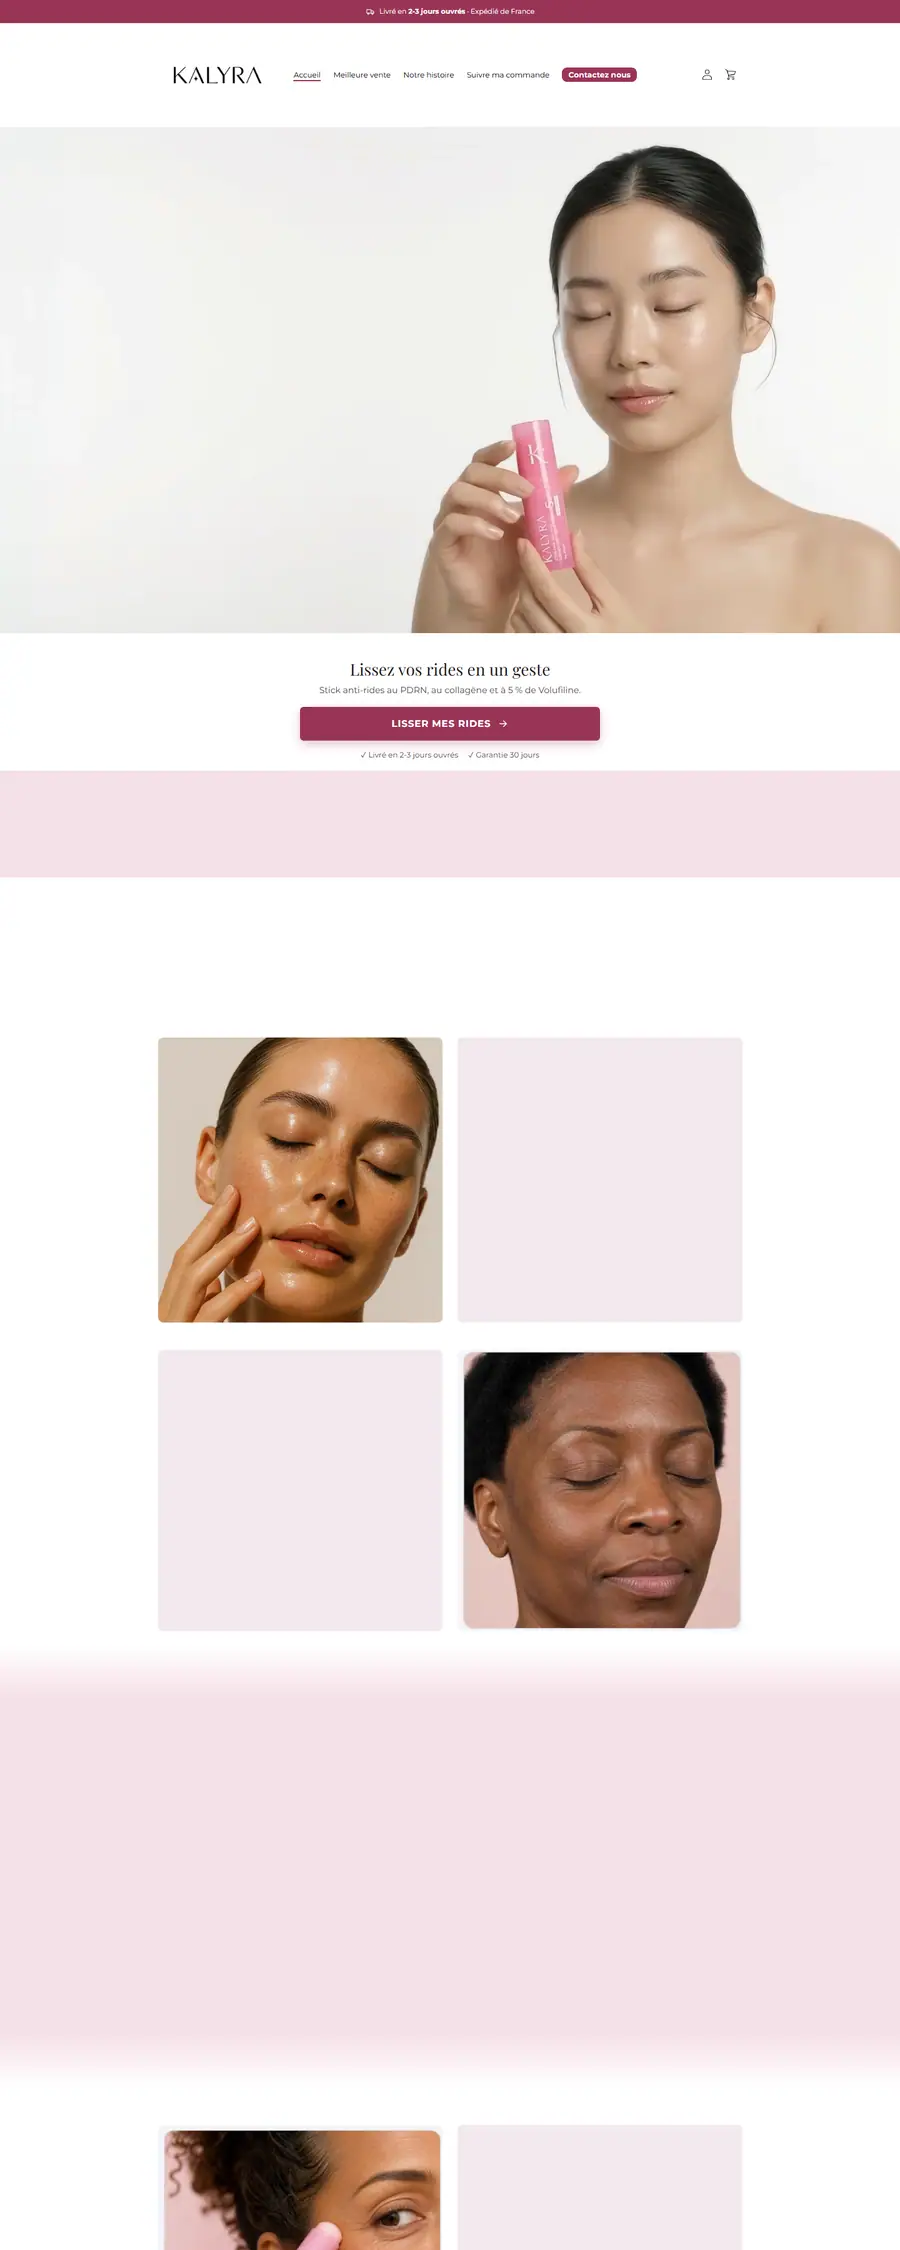 Livré en 2-3 jours ouvrés · Expédié de France
KALYRA
Accueil
Meilleure vente
Notre histoire
Suivre ma commande
Contactez nous
K
KALYRA
Lissez vos rides en un geste
Stick anti-rides au PDRN, au collagène et à 5 % de Volufiline.
LISSER MES RIDES →
✓ Livré en 2-3 jours ouvrés ✓ Garantie 30 jours